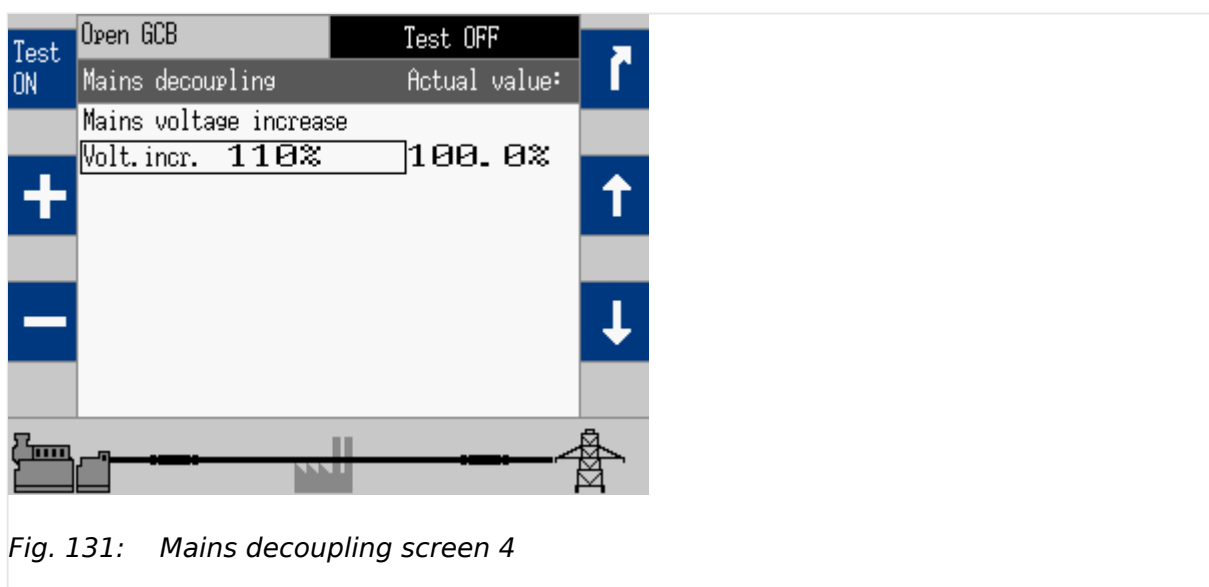 Test ON
Open GCB Test OFF
Mains decoupling Actual value:
Mains voltage increase
Volt.incr. 110% 100.0%
Fig. 131: Mains decoupling screen 4